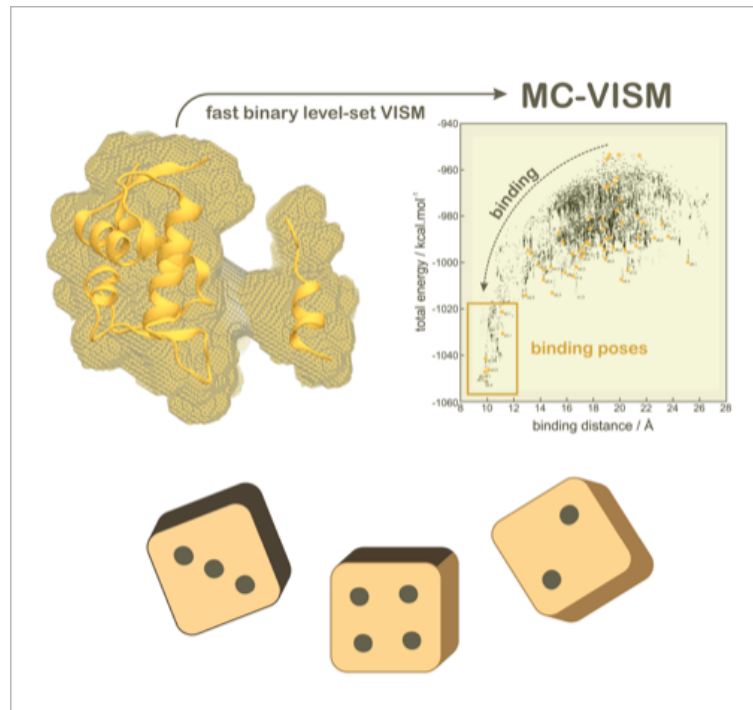 MC-VISM
fast binary level-set VISM
-940
-960
-980
-1000
-1020
-1040
-1060
total energy / kcal.mol⁻¹
binding
binding poses
8 10 12 14 16 18 20 22 24 26 28
binding distance / Å